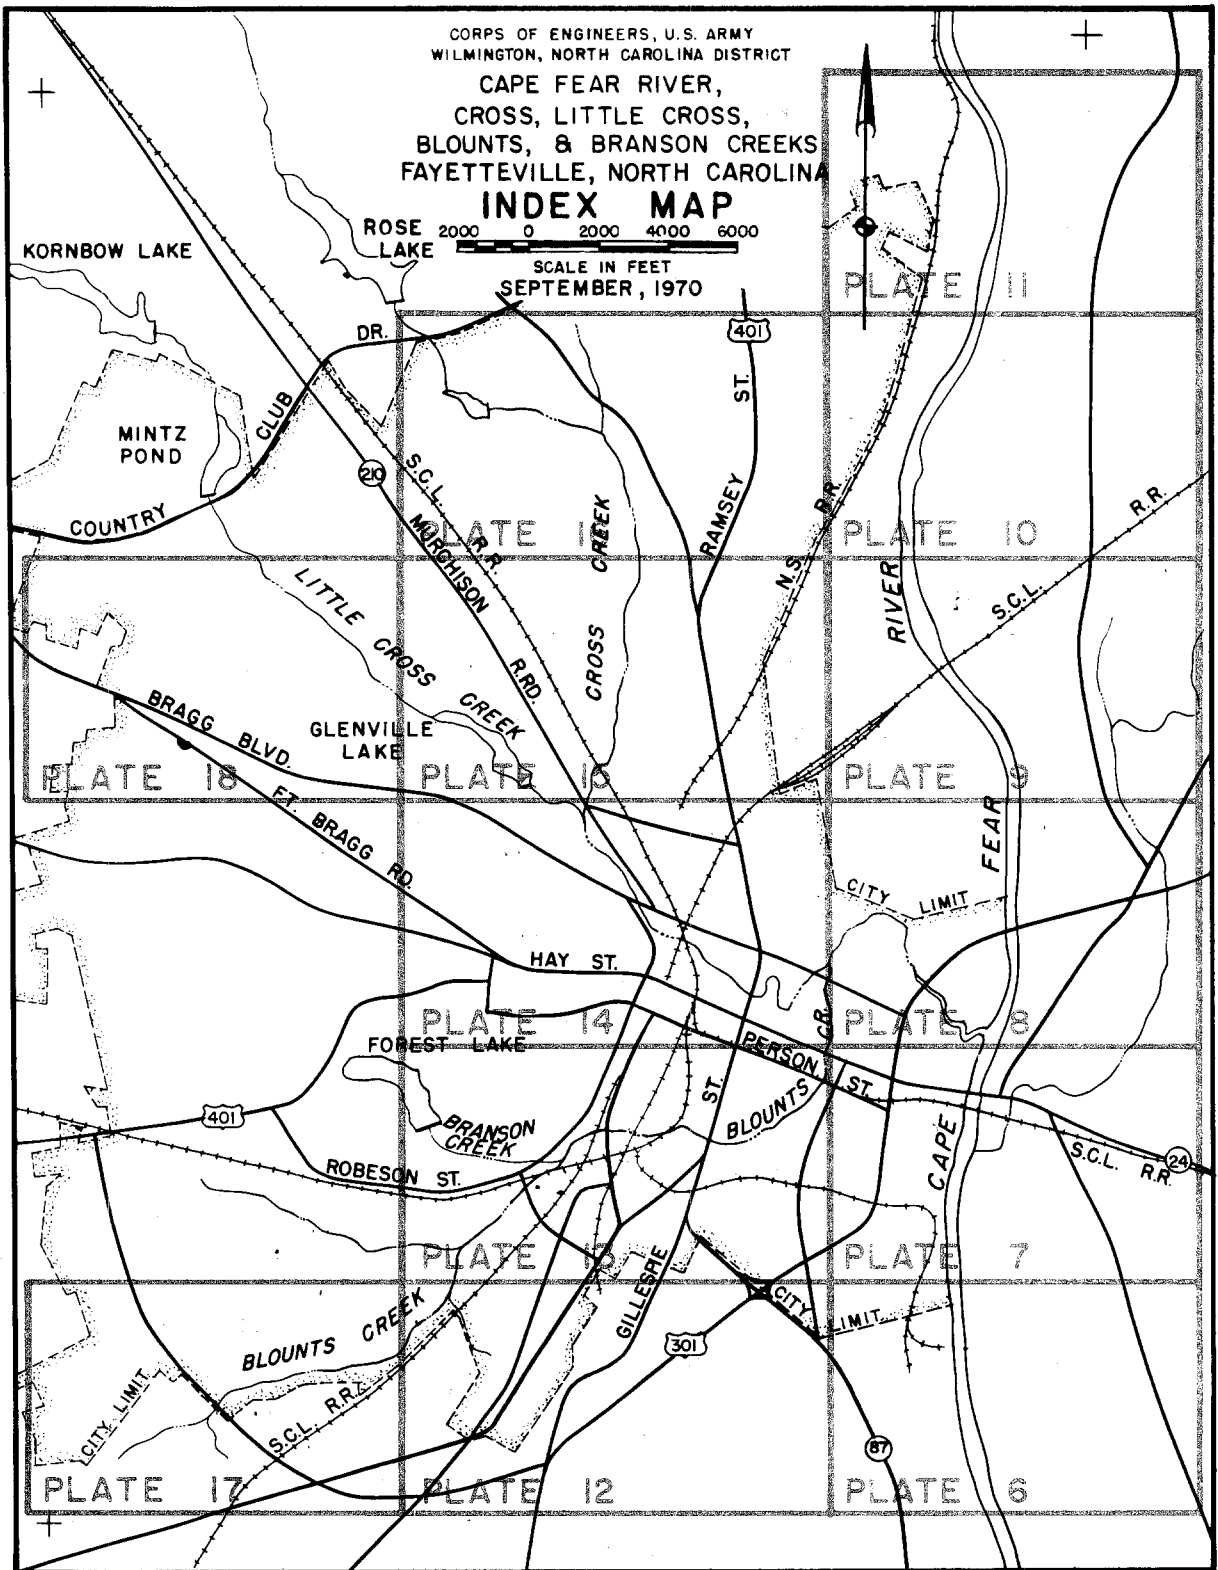 CORPS OF ENGINEERS, U.S. ARMY
WILMINGTON, NORTH CAROLINA DISTRICT
CAPE FEAR RIVER,
CROSS, LITTLE CROSS,
BLOUNTS, & BRANSON CREEKS
FAYETTEVILLE, NORTH CAROLINA
INDEX MAP
2000 0 2000 4000 6000
SCALE IN FEET
SEPTEMBER, 1970
ROSE
LAKE
KORNBOW LAKE
PLATE 11
DR.
401
CLUB
ST.
MINTZ
POND
210
S.C.L.
R.R.
COUNTRY
MURCHISON
R.RD.
PLATE
CREEK
CROSS
RAMSEY
N.S.
R.R.
PLATE 10
R.R.
S.C.L.
RIVER
LITTLE CROSS CREEK
BRAGG BLVD.
GLENVILLE
LAKE
PLATE 18
PLATE
PLATE 9
FT. BRAGG RD.
FEAR
CITY LIMIT
HAY ST.
PLATE 14
CR.
PLATE 8
FOREST LAKE
PERSON ST.
401
BRANSON
CREEK
ST.
BLOUNTS
S.C.L. R.R.
24
ROBESON ST.
CAPE
PLATE
PLATE 7
GILLESPIE
CITY LIMIT
BLOUNTS CREEK
301
CITY LIMIT
S.C.L. R.R.
87
PLATE 17
PLATE 12
PLATE 6